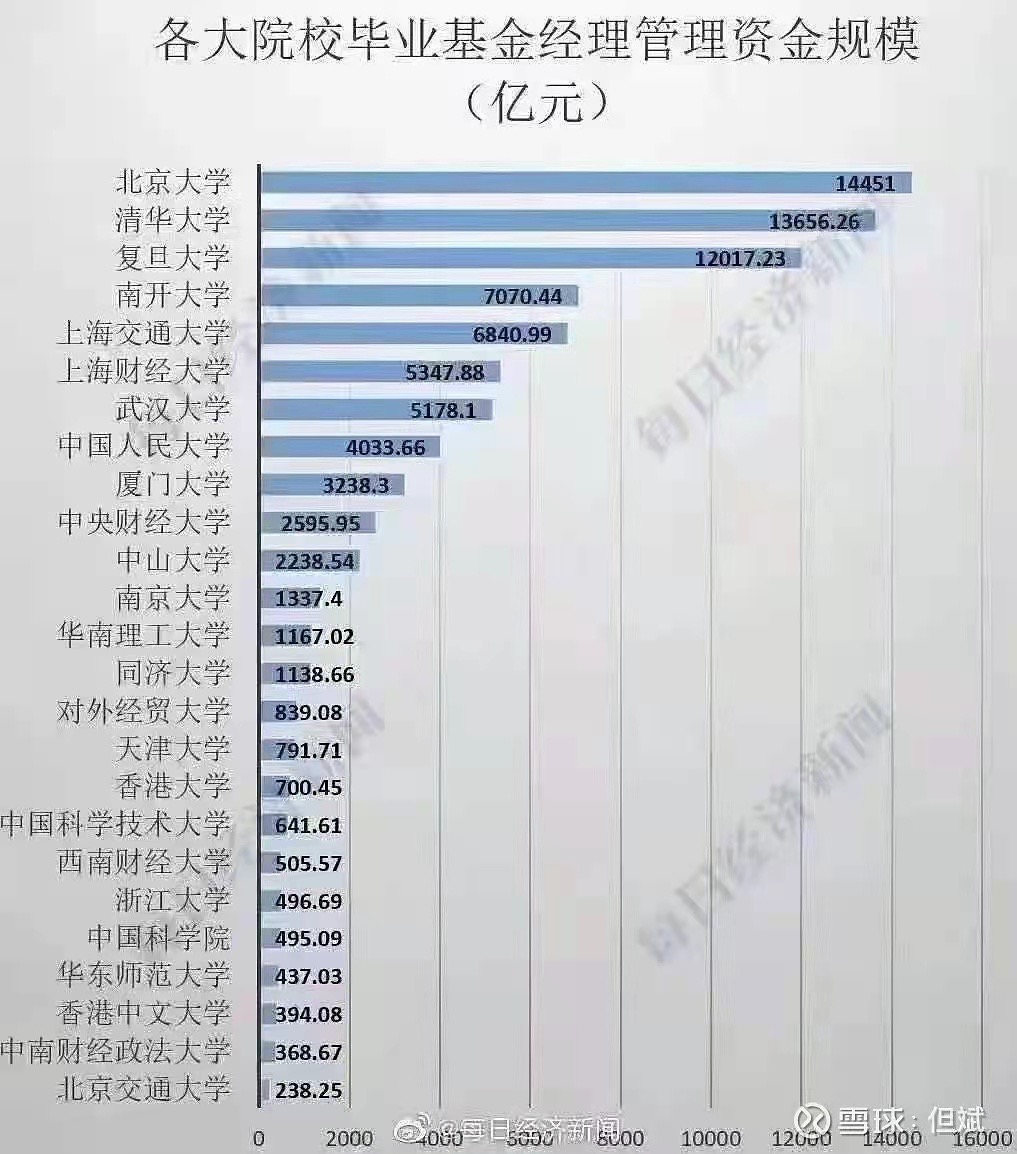 各大院校毕业基金经理管理资金规模
（亿元）
北京大学 14451
清华大学 13656.26
复旦大学 12017.23
南开大学 7070.44
上海交通大学 6840.99
上海财经大学 5347.88
武汉大学 5178.1
中国人民大学 4033.66
厦门大学 3238.3
中央财经大学 2595.95
中山大学 2238.54
南京大学 1337.4
华南理工大学 1167.02
同济大学 1138.66
对外经贸大学 839.08
天津大学 791.71
香港大学 700.45
中国科学技术大学 641.61
西南财经大学 505.57
浙江大学 496.69
中国科学院 495.09
华东师范大学 437.03
香港中文大学 394.08
中南财经政法大学 368.67
北京交通大学 238.25
0 2000 4000 6000 8000 10000 12000 14000 16000
@每日经济新闻
雪球：但斌
每日经济新闻
每日经济新闻
每日经济新闻
每日经济新闻